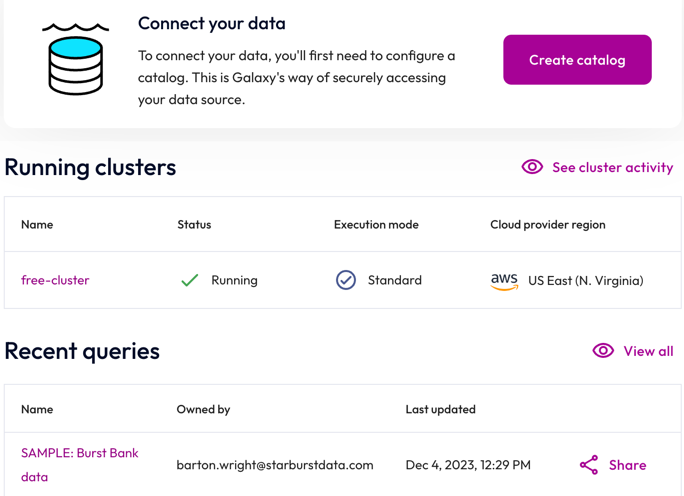 Connect your data
To connect your data, you'll first need to configure a
catalog. This is Galaxy's way of securely accessing
your data source.
Create catalog
Running clusters
See cluster activity
Name Status Execution mode Cloud provider region
free-cluster Running Standard aws US East (N. Virginia)
Recent queries
View all
Name Owned by Last updated
SAMPLE: Burst Bank
data
barton.wright@starburstdata.com Dec 4, 2023, 12:29 PM Share